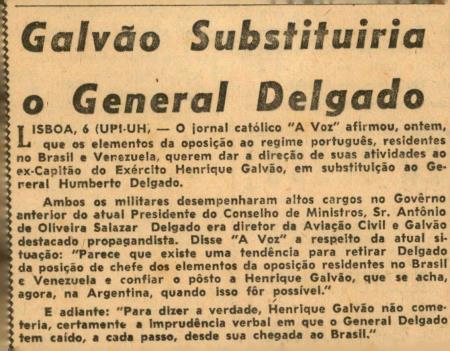 Galvão Substituiria
o General Delgado
LISBOA, 6 (UPI-UH, — O jornal católico "A Voz" afirmou, ontem,
que os elementos da oposição ao regime português, residentes
no Brasil e Venezuela, querem dar a direção de suas atividades ao
ex-Capitão do Exército Henrique Galvão, em substituição ao Ge-
neral Humberto Delgado.
Ambos os militares desempenharam altos cargos no Govêrno
anterior do atual Presidente do Conselho de Ministros, Sr. Antônio
de Oliveira Salazar Delgado era diretor da Aviação Civil e Galvão
destacado propagandista. Disse "A Voz" a respeito da atual si-
tuação: "Parece que existe uma tendência para retirar Delgado
da posição de chefe dos elementos da oposição residentes no Brasil
e Venezuela e confiar o pôsto a Henrique Galvão, que se acha,
agora, na Argentina, quando isso fôr possível."
E adiante: "Para dizer a verdade, Henrique Galvão não come-
teria, certamente a imprudência verbal em que o General Delgado
tem caído, a cada passo, desde sua chegada ao Brasil."